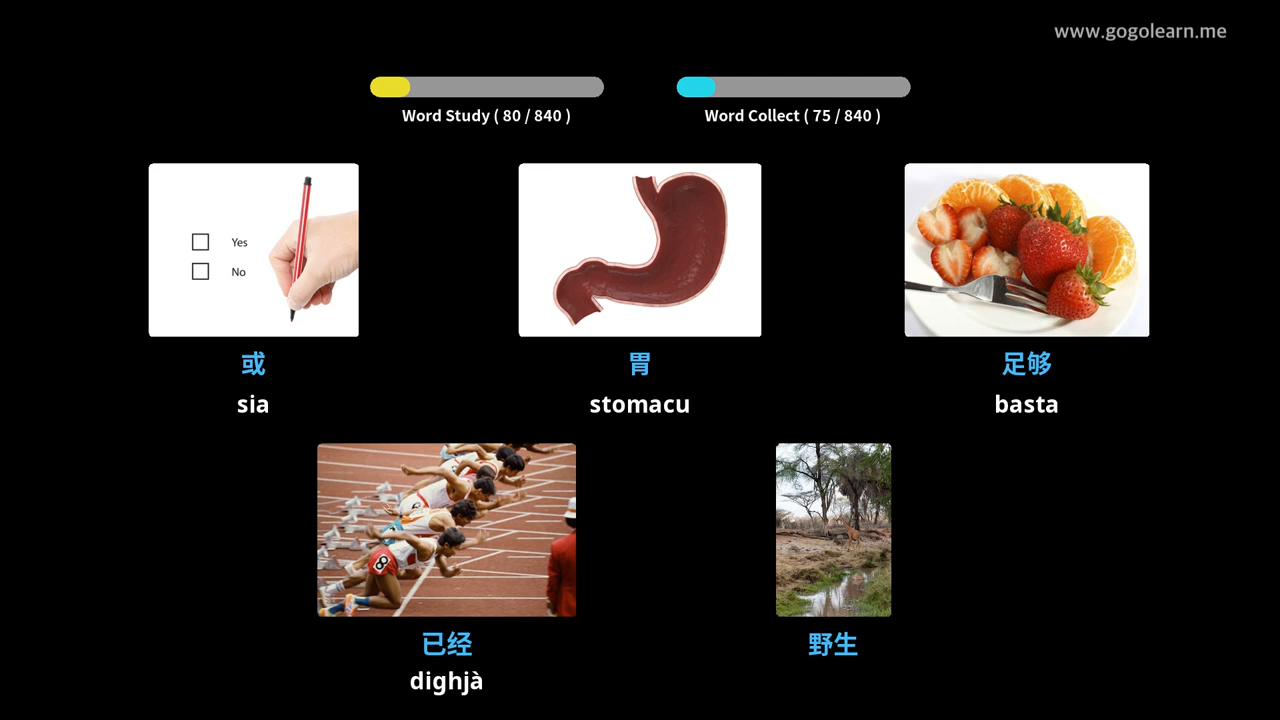 www.gogolearn.me
Word Study ( 80 / 840 )
Word Collect ( 75 / 840 )
Yes
No
或
胃
足够
sia
stomacu
basta
8
已经
野生
dighjà